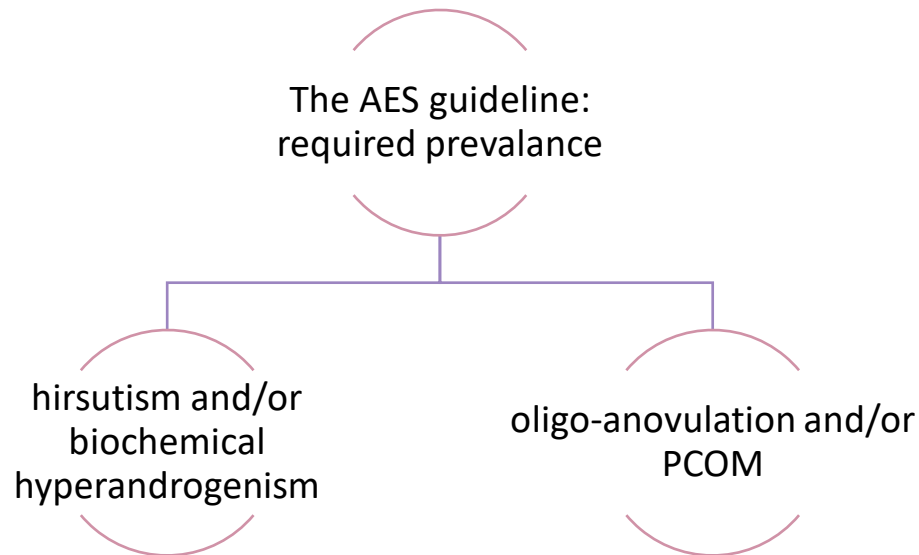 The AES guideline:
required prevalance
hirsutism and/or
biochemical
hyperandrogenism
oligo-anovulation and/or
PCOM